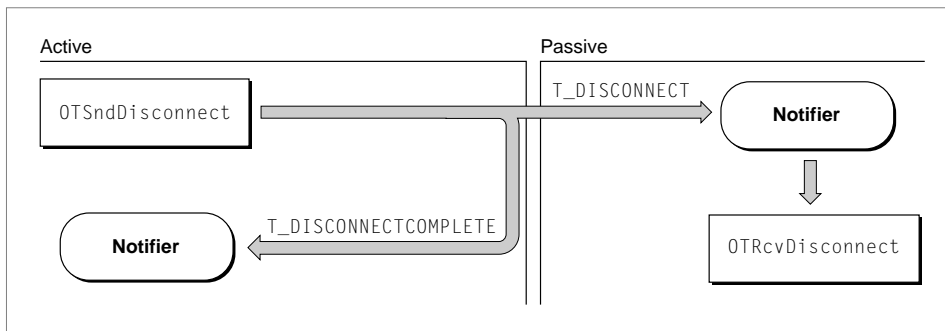 Active
Passive
OTSndDisconnect
T_DISCONNECT
Notifier
T_DISCONNECTCOMPLETE
Notifier
OTRcvDisconnect